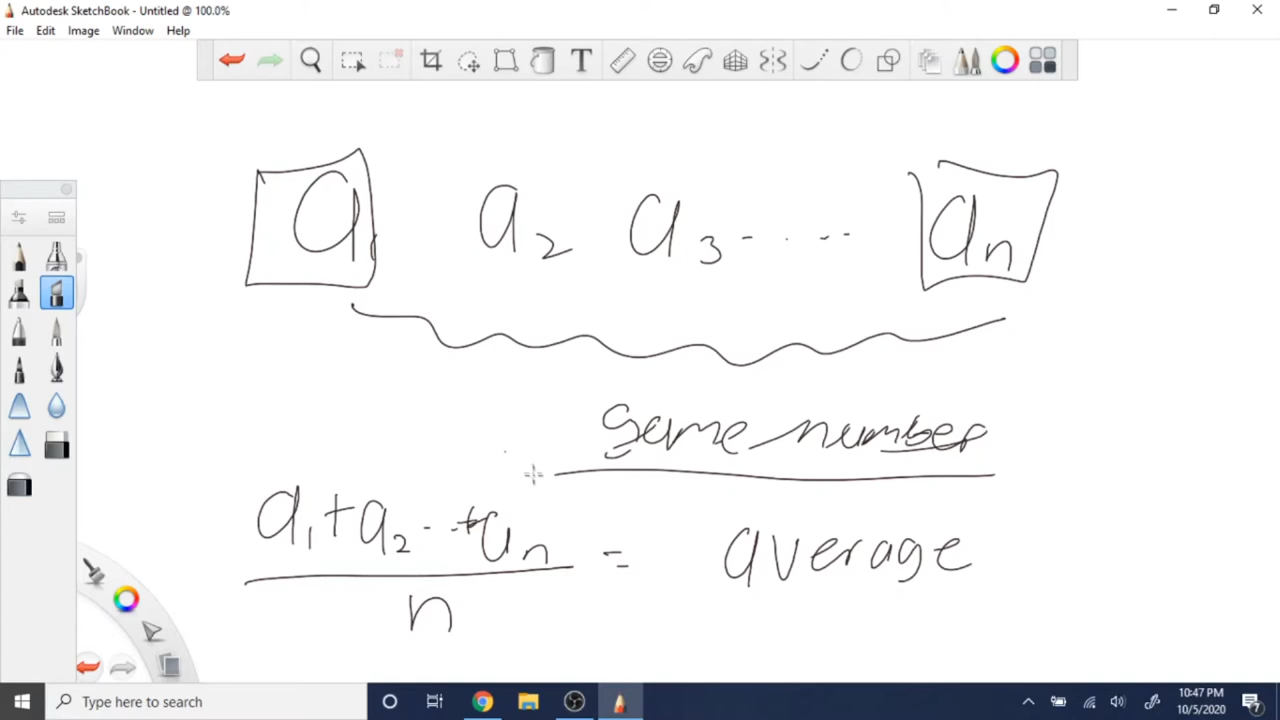 Autodesk SketchBook - Untitled @ 100.0%
File Edit Image Window Help
a1 a2 a3 - . . - - an
same number
a1 + a2 - . . + an = average
n
Type here to search
10:47 PM
10/5/2020
7